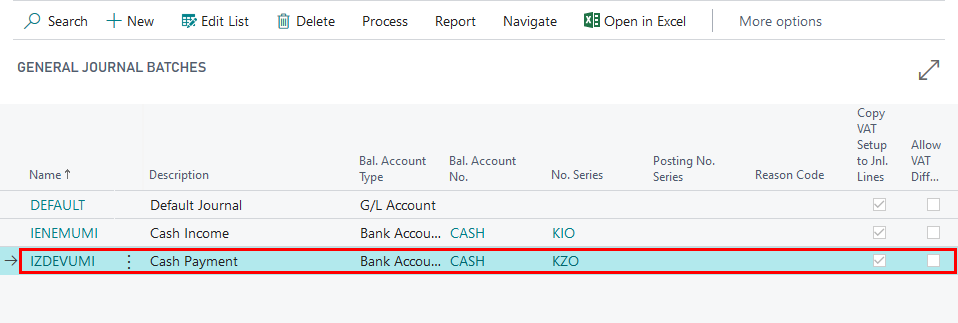 Search + New Edit List Delete Process Report Navigate Open in Excel More options
GENERAL JOURNAL BATCHES
Name ↑ Description Bal. Account Type Bal. Account No. No. Series Posting No. Series Reason Code Copy VAT Setup to Jnl. Lines Allow VAT Diff...
DEFAULT Default Journal G/L Account
IENEMUMI Cash Income Bank Accou... CASH KIO
IZDEVUMI Cash Payment Bank Accou... CASH KZO